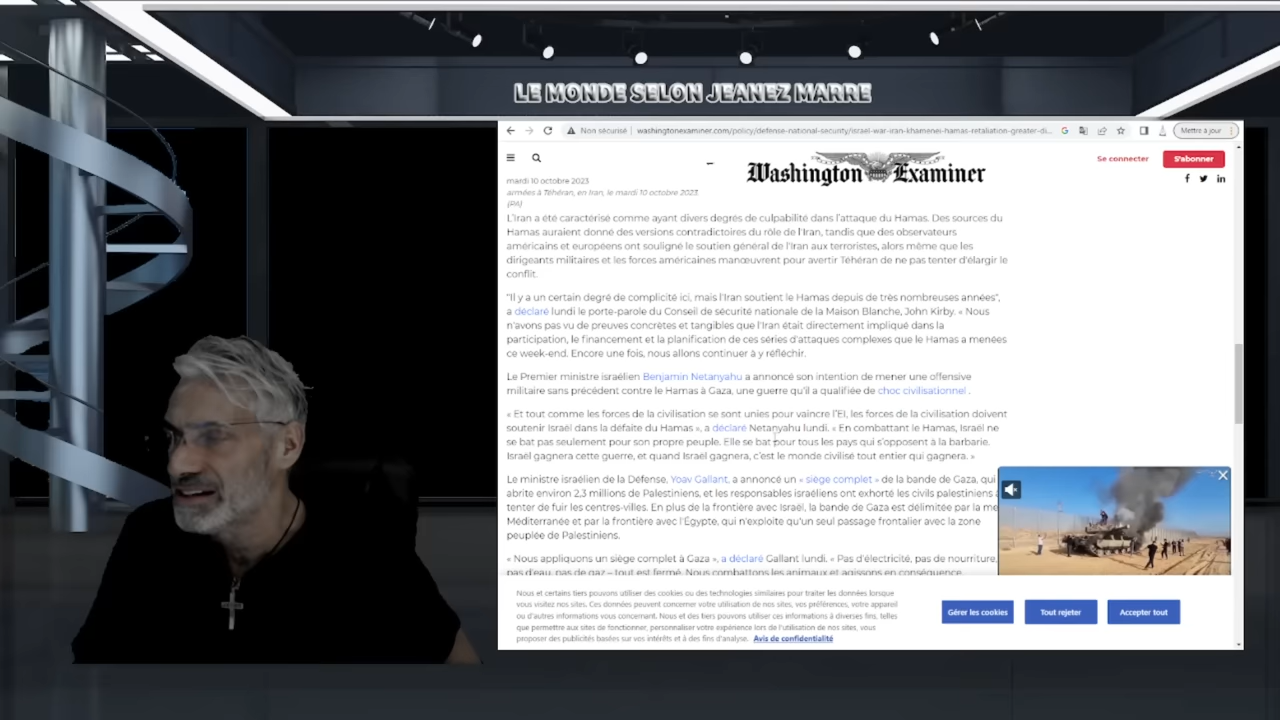 LE MONDE SELON JEANEZ MARRE
Non sécurisé | washingtonexaminer.com/policy/defense-national-security/israel-war-iran-khamenei-hamas-retaliation-greater-di...
Mettre à jour
Washington Examiner
Se connecter
S'abonner
mardi 10 octobre 2023
armées à Téhéran, en Iran, le mardi 10 octobre 2023.
(PA)
L'Iran a été caractérisé comme ayant divers degrés de culpabilité dans l'attaque du Hamas. Des sources du
Hamas auraient donné des versions contradictoires du rôle de l'Iran, tandis que des observateurs
américains et européens ont souligné le soutien général de l'Iran aux terroristes, alors même que les
dirigeants militaires et les forces américaines manœuvrent pour avertir Téhéran de ne pas tenter d'élargir le
conflit.
"Il y a un certain degré de complicité ici, mais l'Iran soutient le Hamas depuis de très nombreuses années",
a déclaré lundi le porte-parole du Conseil de sécurité nationale de la Maison Blanche, John Kirby. « Nous
n'avons pas vu de preuves concrètes et tangibles que l'Iran était directement impliqué dans la
participation, le financement et la planification de ces séries d'attaques complexes que le Hamas a menées
ce week-end. Encore une fois, nous allons continuer à y réfléchir.
Le Premier ministre israélien Benjamin Netanyahu a annoncé son intention de mener une offensive
militaire sans précédent contre le Hamas à Gaza, une guerre qu'il a qualifiée de choc civilisationnel .
« Et tout comme les forces de la civilisation se sont unies pour vaincre l'EI, les forces de la civilisation doivent
soutenir Israël dans la défaite du Hamas », a déclaré Netanyahu lundi. « En combattant le Hamas, Israël ne
se bat pas seulement pour son propre peuple. Elle se bat pour tous les pays qui s'opposent à la barbarie.
Israël gagnera cette guerre, et quand Israël gagnera, c'est le monde civilisé tout entier qui gagnera. »
Le ministre israélien de la Défense, Yoav Gallant, a annoncé un « siège complet » de la bande de Gaza, qui
abrite environ 2,3 millions de Palestiniens, et les responsables israéliens ont exhorté les civils palestiniens à
tenter de fuir les centres-villes. En plus de la frontière avec Israël, la bande de Gaza est délimitée par la me
Méditerranée et par la frontière avec l'Égypte, qui n'exploite qu'un seul passage frontalier avec la zone
peuplée de Palestiniens.
« Nous appliquons un siège complet à Gaza », a déclaré Gallant lundi. « Pas d'électricité, pas de nourriture,
pas d'eau, pas de gaz – tout est fermé. Nous combattons les animaux et agissons en conséquence.
Nous et certains tiers pouvons utiliser des cookies ou des technologies similaires pour traiter les données lorsque
vous visitez nos sites. Ces données peuvent concerner votre utilisation de nos sites, vos préférences, votre appareil
ou d'autres informations vous concernant. Nous et des tiers pouvons utiliser ces informations à diverses fins, telles
que permettre aux sites de fonctionner, personnaliser votre expérience lors de l'utilisation de nos sites, vous
proposer des publicités basées sur vos intérêts et à des fins d'analyse. Avis de confidentialité
Gérer les cookies
Tout rejeter
Accepter tout